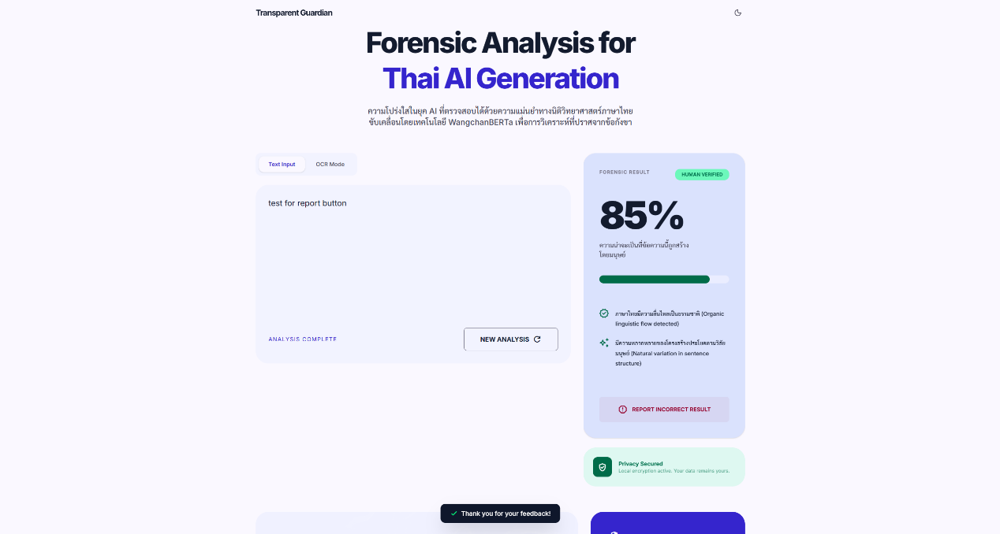 Transparent Guardian
Forensic Analysis for
Thai AI Generation
ความโปร่งใสในยุค AI ที่ตรวจสอบได้ด้วยความแม่นยำทางนิติวิทยาศาสตร์ภาษาไทย
ขับเคลื่อนโดยเทคโนโลยี WangchanBERTa เพื่อการวิเคราะห์ที่ปราศจากข้อกังขา
Text Input
OCR Mode
test for report button
ANALYSIS COMPLETE
NEW ANALYSIS
FORENSIC RESULT
HUMAN VERIFIED
85%
ความน่าจะเป็นที่ข้อความนี้ถูกสร้าง
โดยมนุษย์
ภาษาไทยมีความลื่นไหลเป็นธรรมชาติ (Organic
linguistic flow detected)
มีความหลากหลายของโครงสร้างประโยคตามวิสัย
มนุษย์ (Natural variation in sentence
structure)
REPORT INCORRECT RESULT
Privacy Secured
Local encryption active. Your data remains yours.
Thank you for your feedback!